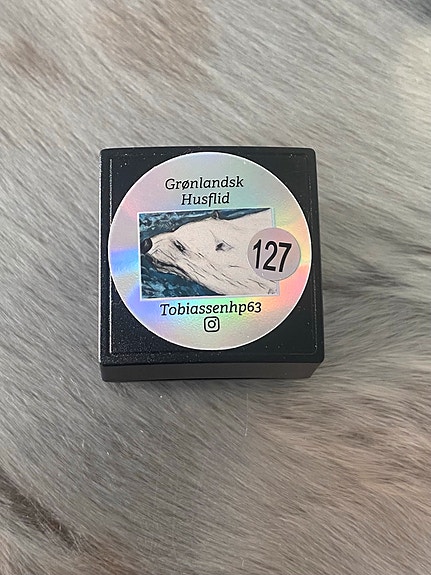 Grønlandsk
Husflid
127
Tobiassenhp63